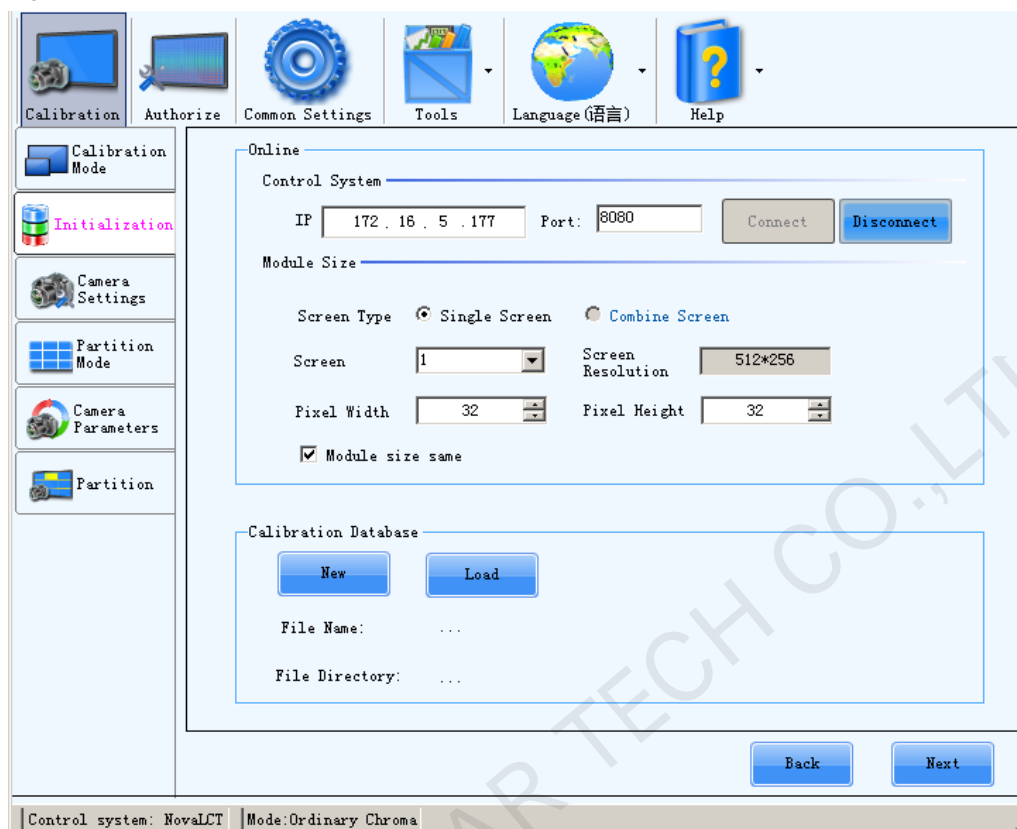 Calibration Authorize Common Settings Tools Language(语言) Help
Calibration
Mode
Initialization
Camera
Settings
Partition
Mode
Camera
Parameters
Partition
Online
Control System
IP 172 . 16 . 5 . 177 Port: 8080 Connect Disconnect
Module Size
Screen Type Single Screen Combine Screen
Screen 1 Screen
Resolution 512*256
Pixel Width 32 Pixel Height 32
Module size same
Calibration Database
New Load
File Name: ...
File Directory: ...
Back Next
Control system: NovaLCT Mode:Ordinary Chroma
AR TECH CO.,LT